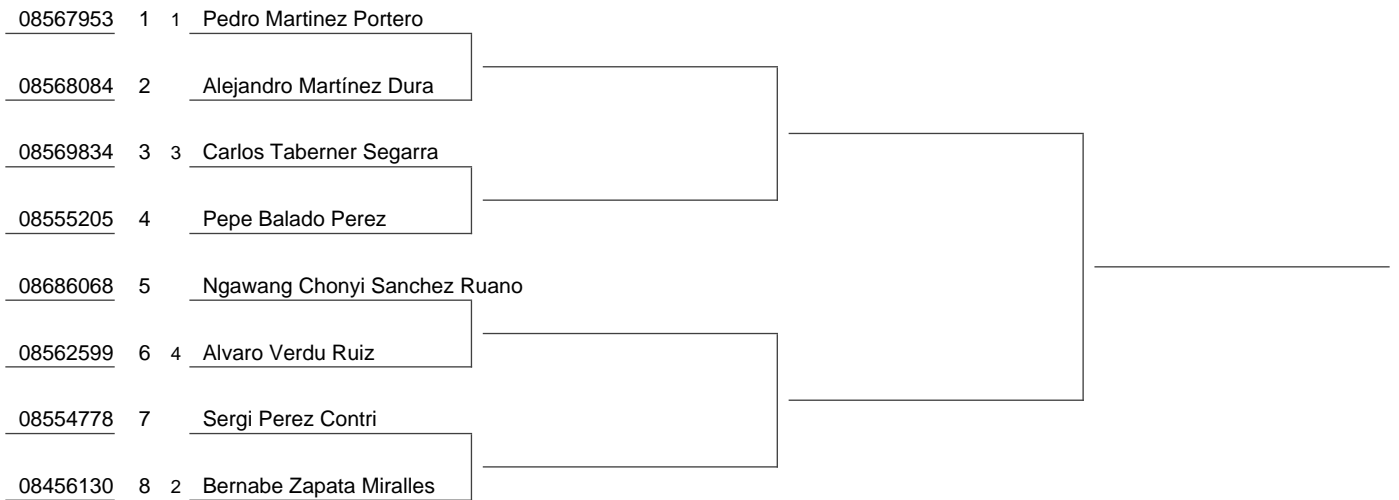 08567953 1 1 Pedro Martinez Portero
08568084 2 Alejandro Martínez Dura
08569834 3 3 Carlos Taberner Segarra
08555205 4 Pepe Balado Perez
08686068 5 Ngawang Chonyi Sanchez Ruano
08562599 6 4 Alvaro Verdu Ruiz
08554778 7 Sergi Perez Contri
08456130 8 2 Bernabe Zapata Miralles